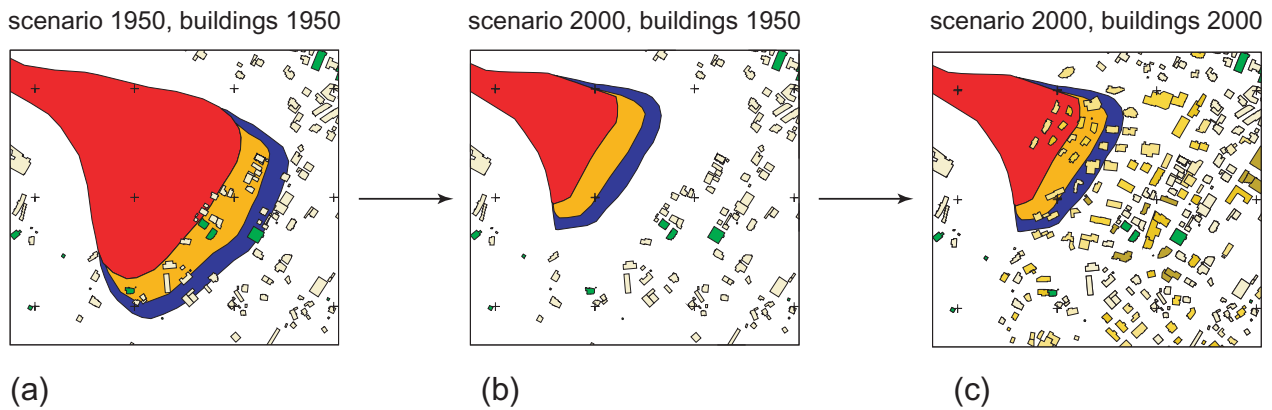 scenario 1950, buildings 1950
scenario 2000, buildings 1950
scenario 2000, buildings 2000
(a)
(b)
(c)